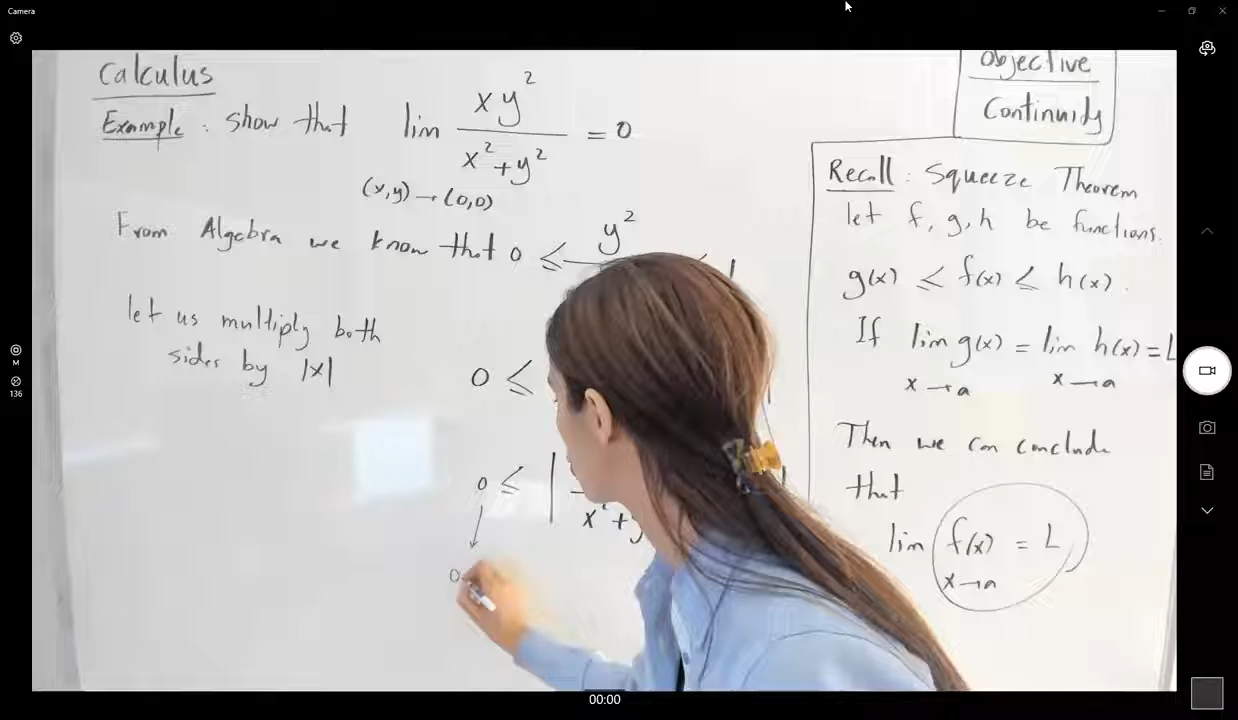 Camera
Calculus
Example : show that lim xy² / x²+y² = 0
(x,y) → (0,0)
From Algebra we know that 0 ≤ y²
let us multiply both
sides by |x|
0 ≤
0 ≤ |
x²+y
0
Objective
Continuity
Recall : Squeeze Theorem
let f, g, h be functions.
g(x) ≤ f(x) ≤ h(x).
If lim g(x) = lim h(x) = L
x→a x→a
Then we can conclude
that
lim f(x) = L
x→a
M
136
00:00